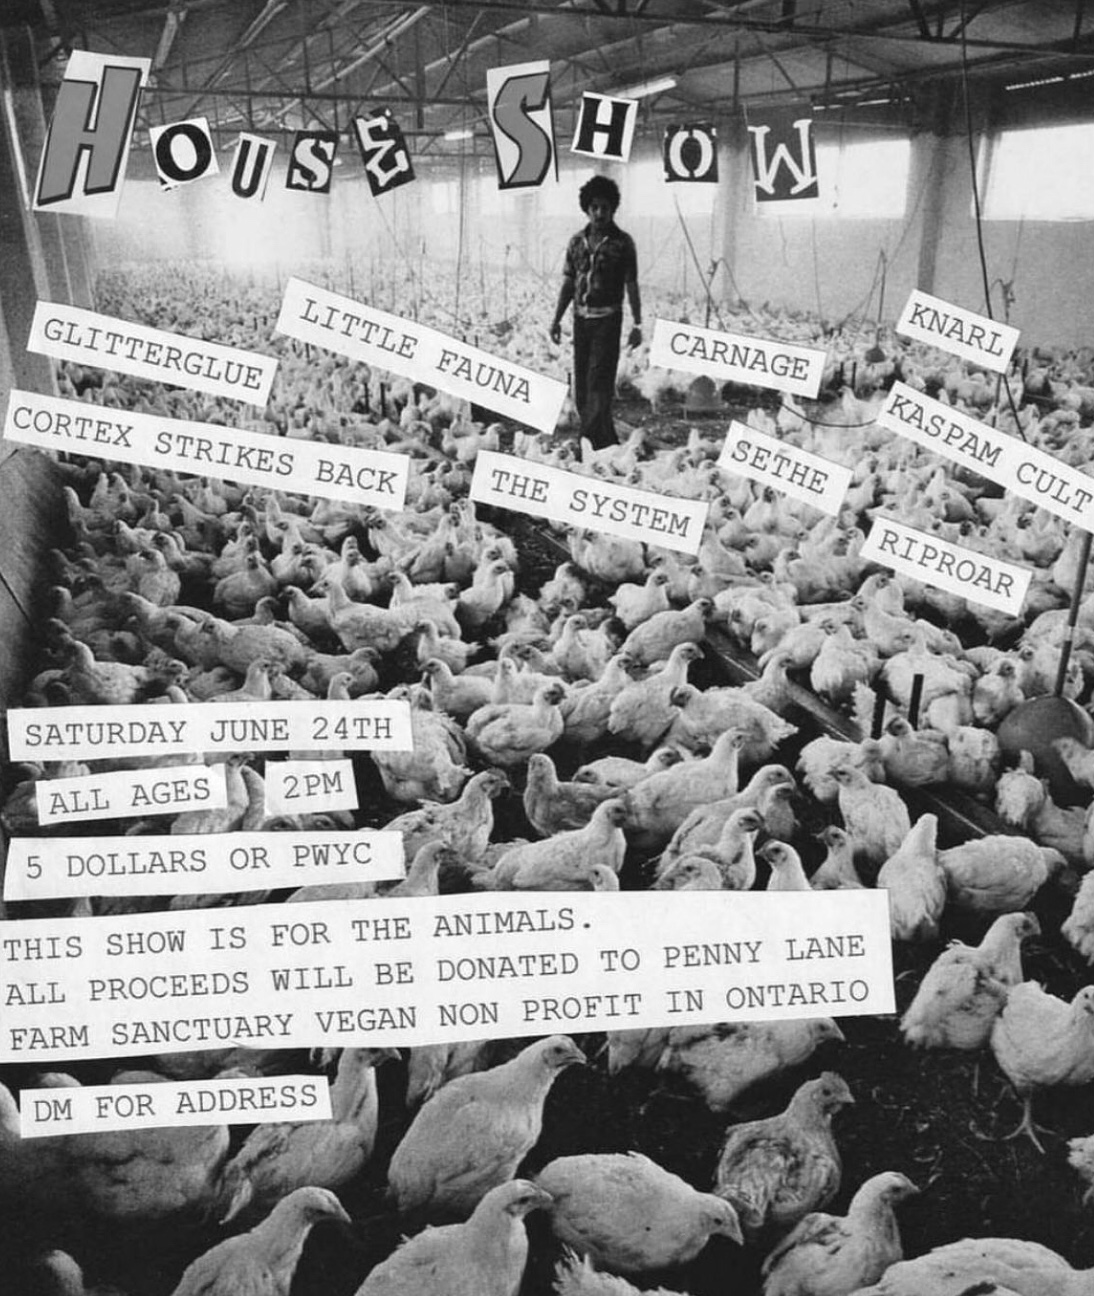 HOUSE SHOW
GLITTERGLUE
LITTLE FAUNA
CARNAGE
KNARL
CORTEX STRIKES BACK
THE SYSTEM
SETHE
KASPAM CULT
RIPROAR
SATURDAY JUNE 24TH
ALL AGES
2PM
5 DOLLARS OR PWYC
THIS SHOW IS FOR THE ANIMALS.
ALL PROCEEDS WILL BE DONATED TO PENNY LANE
FARM SANCTUARY VEGAN NON PROFIT IN ONTARIO
DM FOR ADDRESS